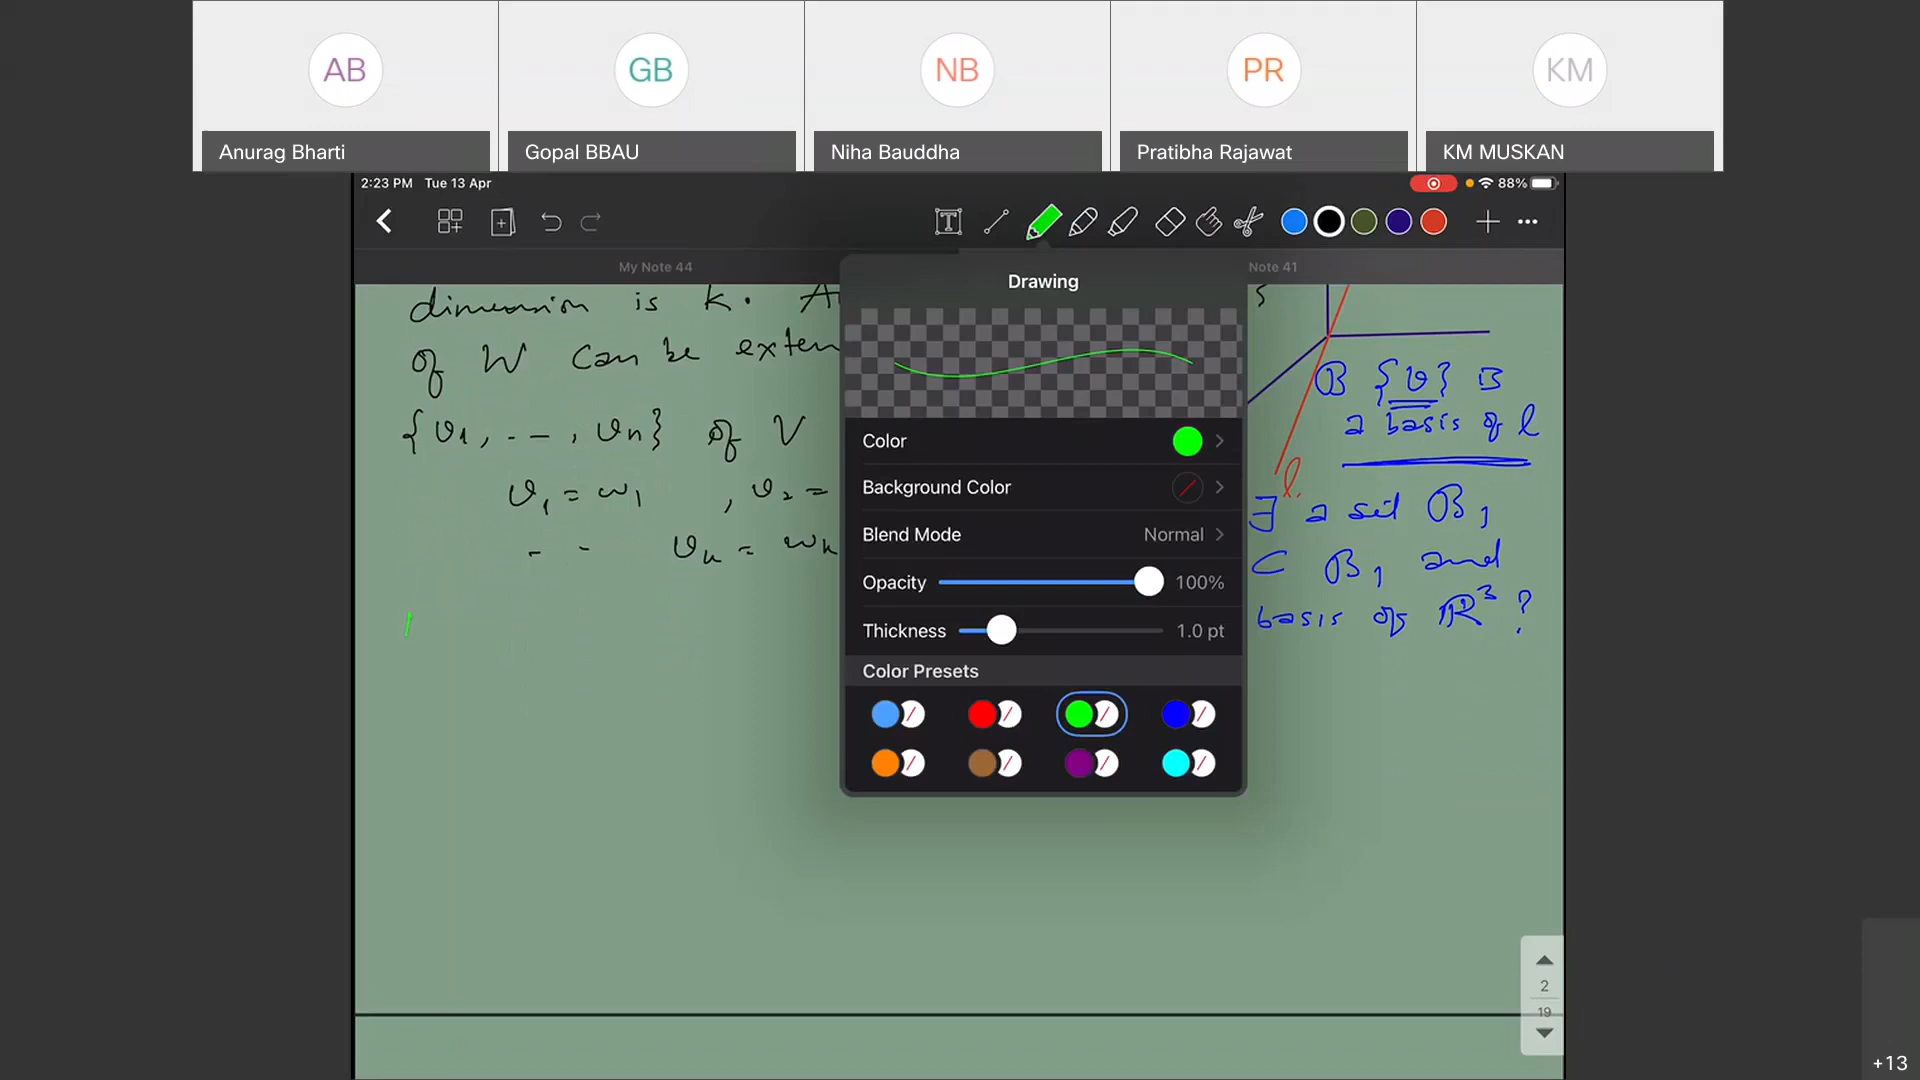 AB
GB
NB
PR
KM
Anurag Bharti
Gopal BBAU
Niha Bauddha
Pratibha Rajawat
KM MUSKAN
2:23 PM Tue 13 Apr
88%
My Note 44
Note 41
Drawing
Color
Background Color
Blend Mode Normal
Opacity 100%
Thickness 1.0 pt
Color Presets
dimension is k. A
of W can be exten
{v1, . - - , vn} of V
v1 = w1 , v2 =
- - vk = wk
B {v} is
a basis of l
l.
∃ a set B1
⊂ B1 and
basis of ℝ³ ?
2
19
+13